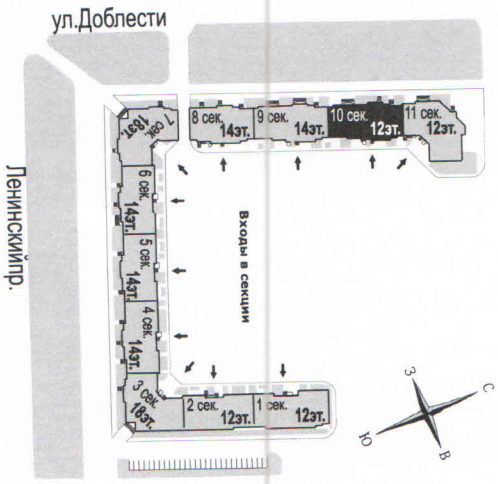 ул.Доблести
8 сек.
14эт.
9 сек.
14эт.
10 сек.
12эт.
11 сек.
12эт.
7 сек.
18эт.
6 сек.
14эт.
5 сек.
14эт.
4 сек.
14эт.
3 сек.
18эт.
2 сек.
12эт.
1 сек.
12эт.
Ленинскийпр.
Входы в секции
З
С
Ю
В